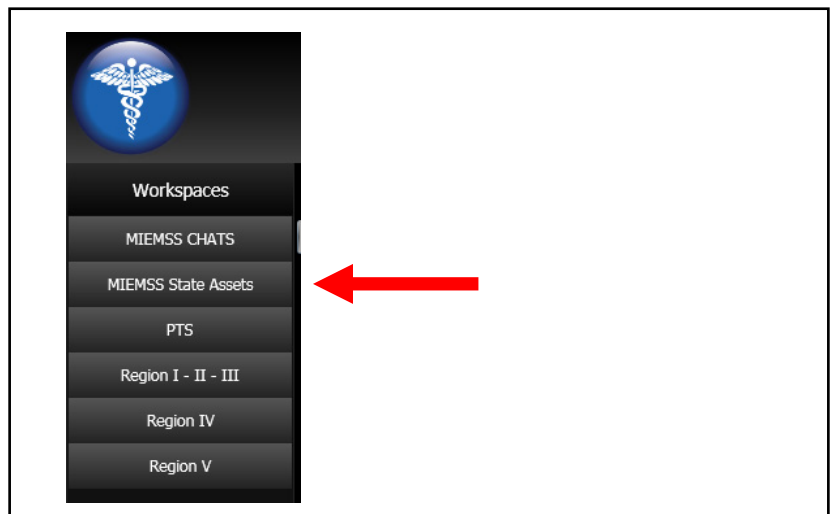 Workspaces
MIEMSS CHATS
MIEMSS State Assets
PTS
Region I - II - III
Region IV
Region V